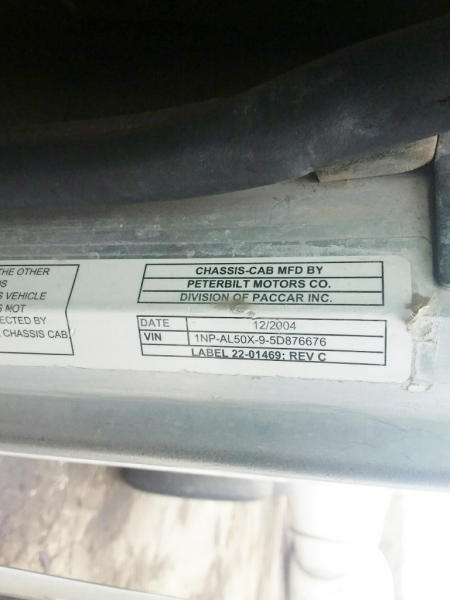 THE OTHER
S VEHICLE
S NOT
ECTED BY
CHASSIS CAB
CHASSIS-CAB MFD BY
PETERBILT MOTORS CO.
DIVISION OF PACCAR INC.
DATE 12/2004
VIN 1NP-AL50X-9-5D876676
LABEL 22-01469: REV C